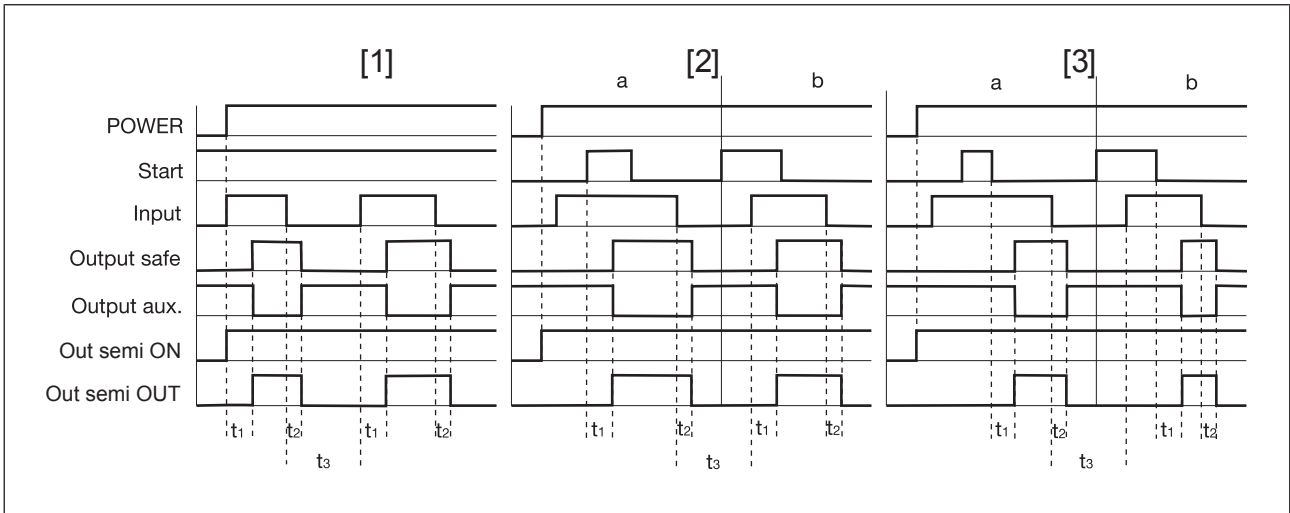 [1] [2] [3]
a b a b
POWER
Start
Input
Output safe
Output aux.
Out semi ON
Out semi OUT
t1 t2 t1 t2 t1 t2 t1 t2 t1 t2 t1 t2
t3 t3 t3